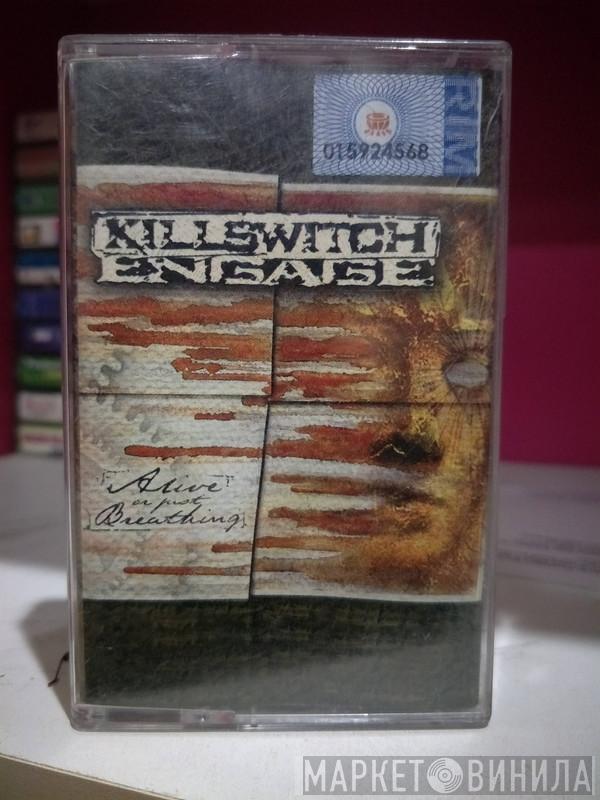 RIM
015924568
KILLSWITCH
ENGAGE
Alive
or just
Breathing
МАРКЕТ ВИНИЛА